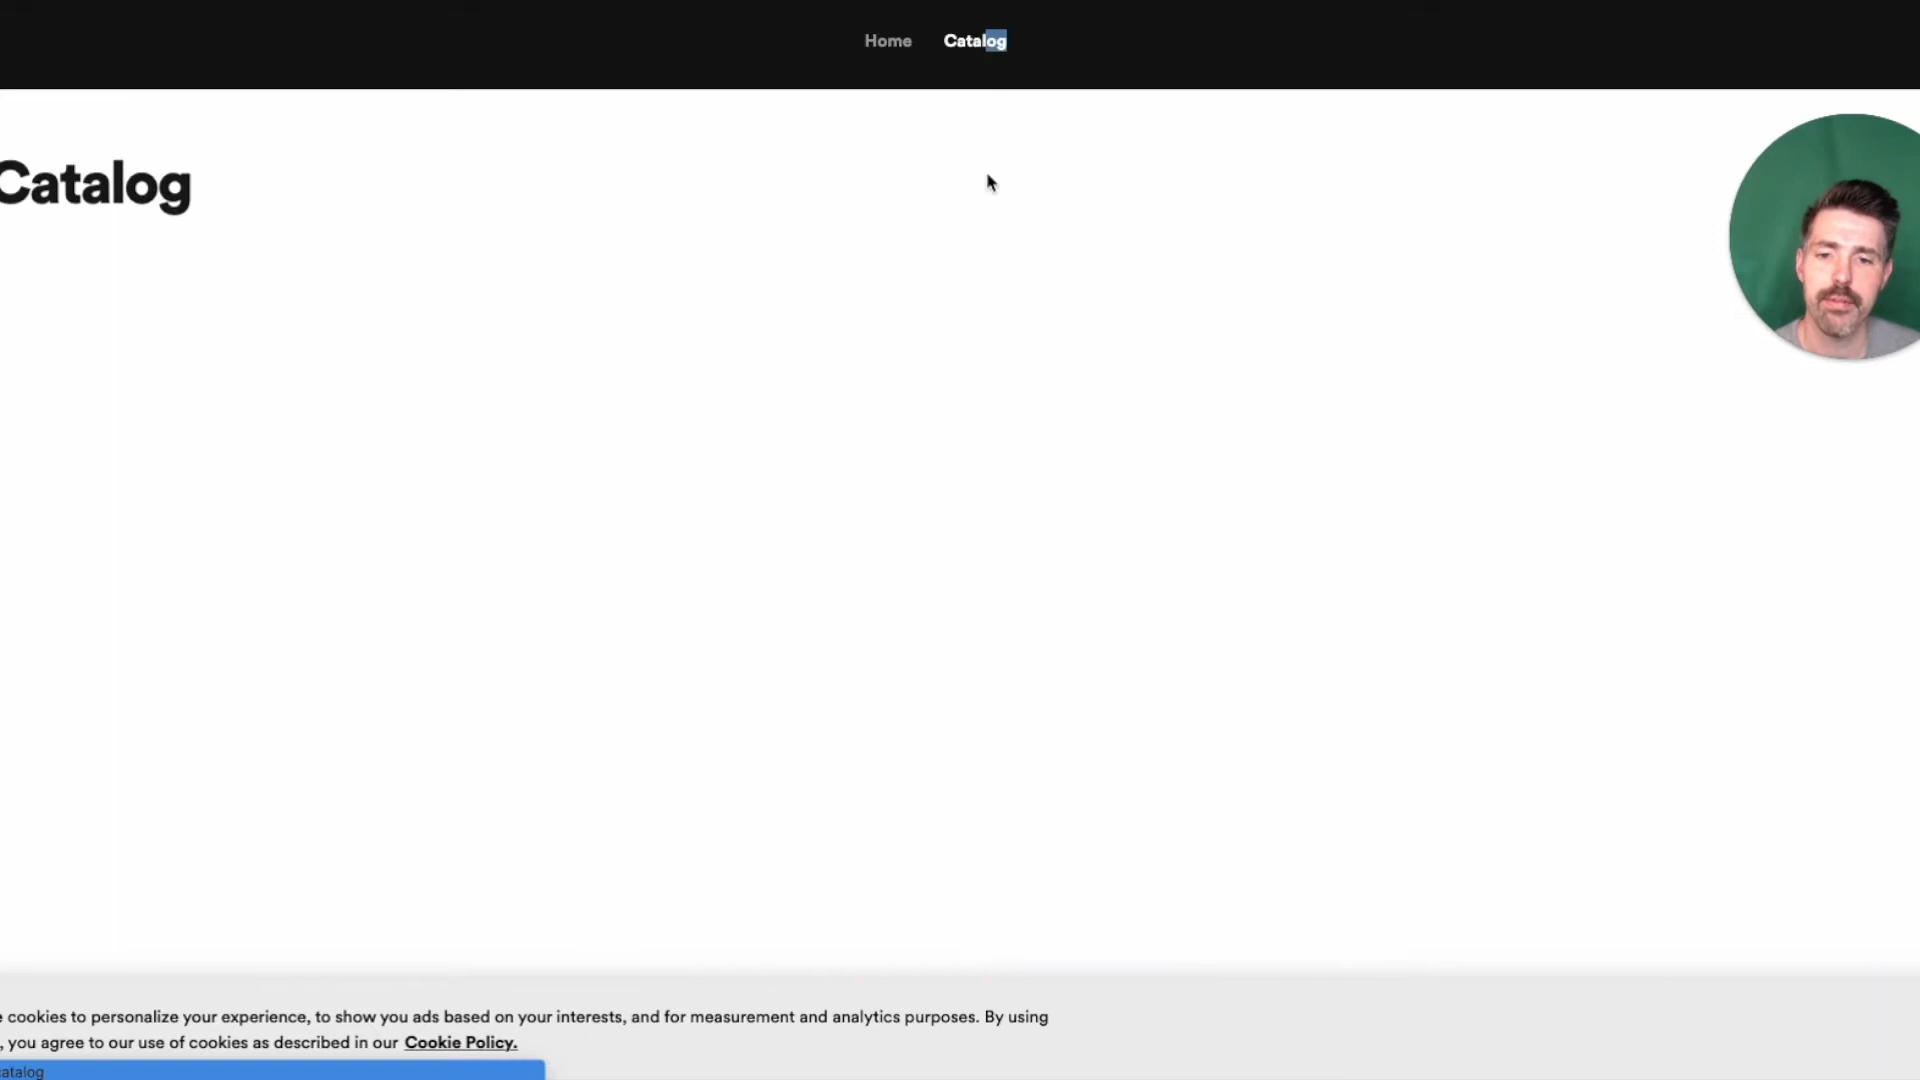 Home Catalog
Catalog
cookies to personalize your experience, to show you ads based on your interests, and for measurement and analytics purposes. By using
, you agree to our use of cookies as described in our Cookie Policy.
atalog